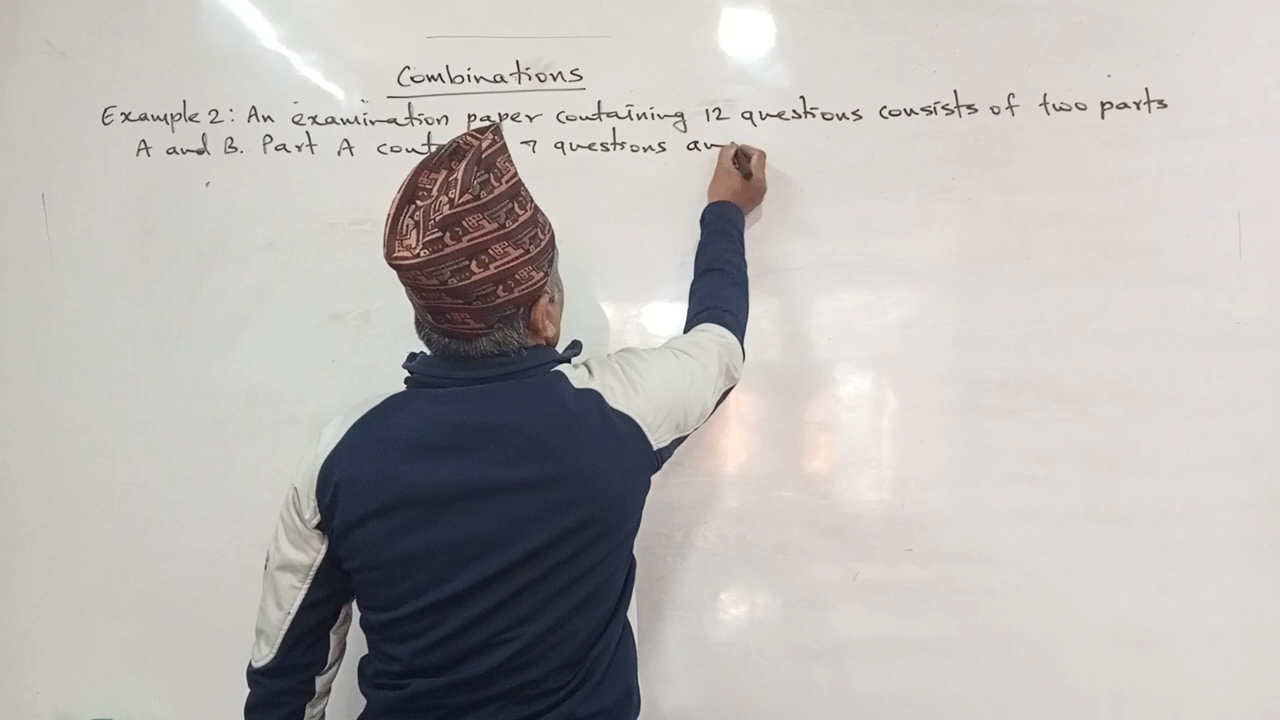 Combinations
Example 2: An examination paper containing 12 questions consists of two parts
A and B. Part A 7 questions